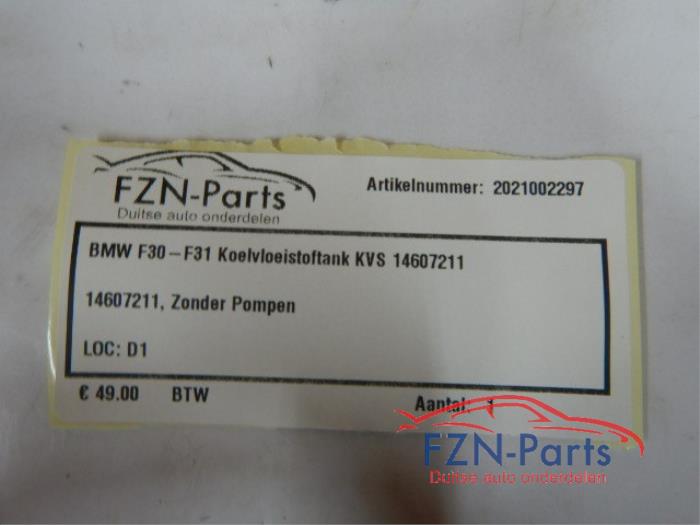 FZN-Parts
Duitse auto onderdelen
Artikelnummer: 2021002297
BMW F30 – F31 Koelvloeistoftank KVS 14607211
14607211, Zonder Pompen
LOC: D1
€ 49.00 BTW
Aantal: 1
FZN-Parts
Duitse auto onderdelen